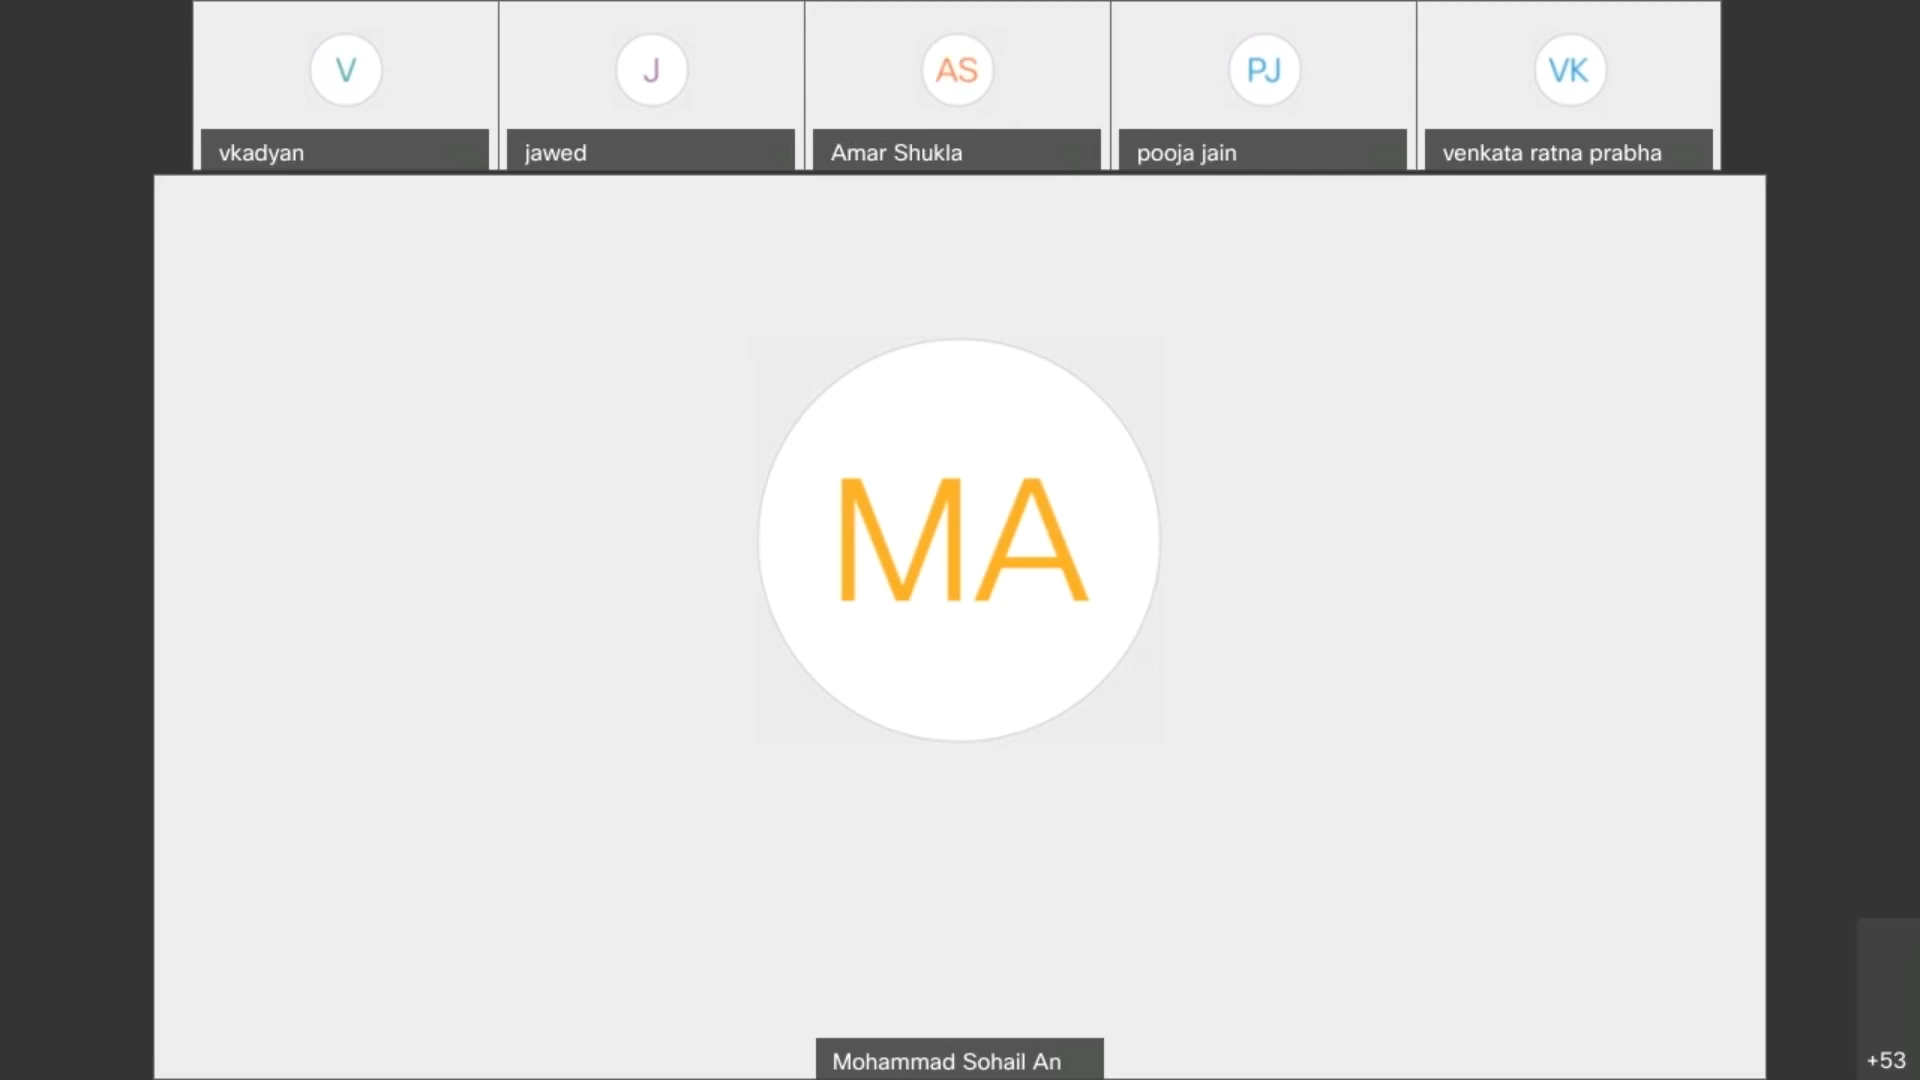 V
J
AS
PJ
VK
vkadyan
jawed
Amar Shukla
pooja jain
venkata ratna prabha
MA
Mohammad Sohail An
+53